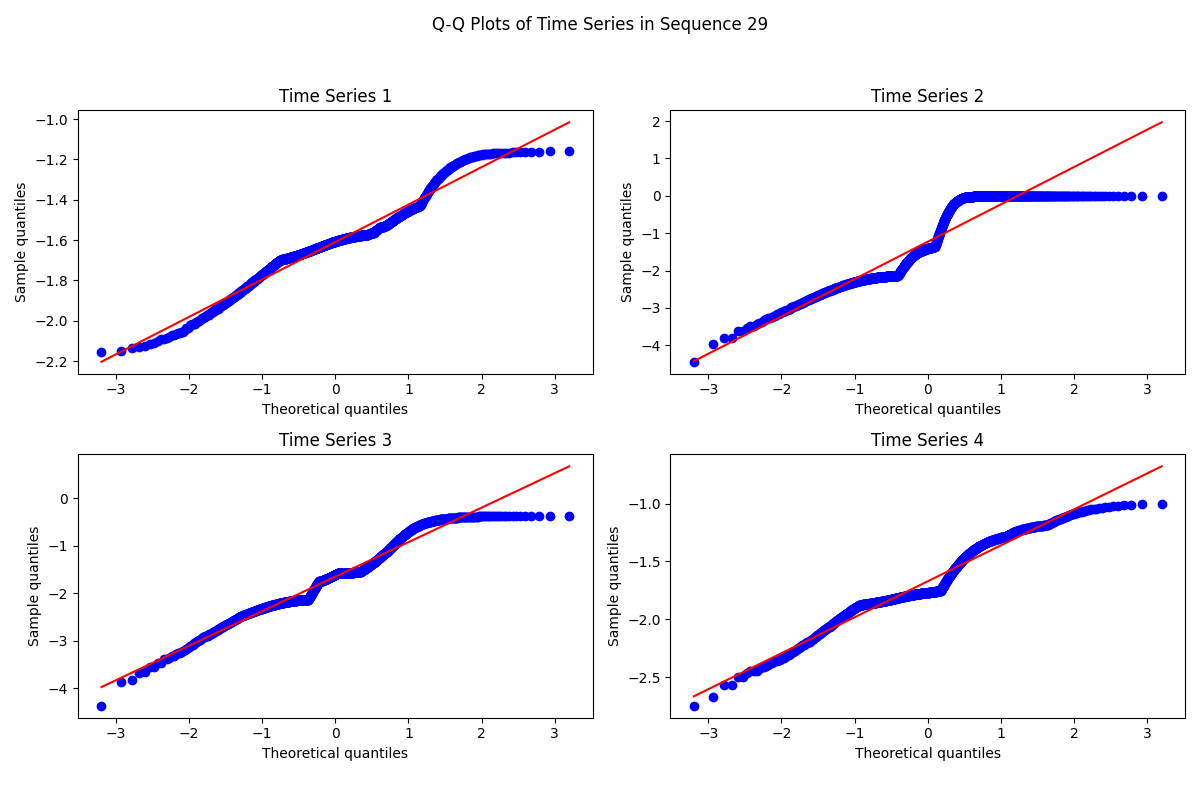 Q-Q Plots of Time Series in Sequence 29
Time Series 1
−1.0
−1.2
−1.4
−1.6
−1.8
−2.0
−2.2
Sample quantiles
−3 −2 −1 0 1 2 3
Theoretical quantiles
Time Series 2
2
1
0
−1
−2
−3
−4
Sample quantiles
−3 −2 −1 0 1 2 3
Theoretical quantiles
Time Series 3
0
−1
−2
−3
−4
Sample quantiles
−3 −2 −1 0 1 2 3
Theoretical quantiles
Time Series 4
−1.0
−1.5
−2.0
−2.5
Sample quantiles
−3 −2 −1 0 1 2 3
Theoretical quantiles